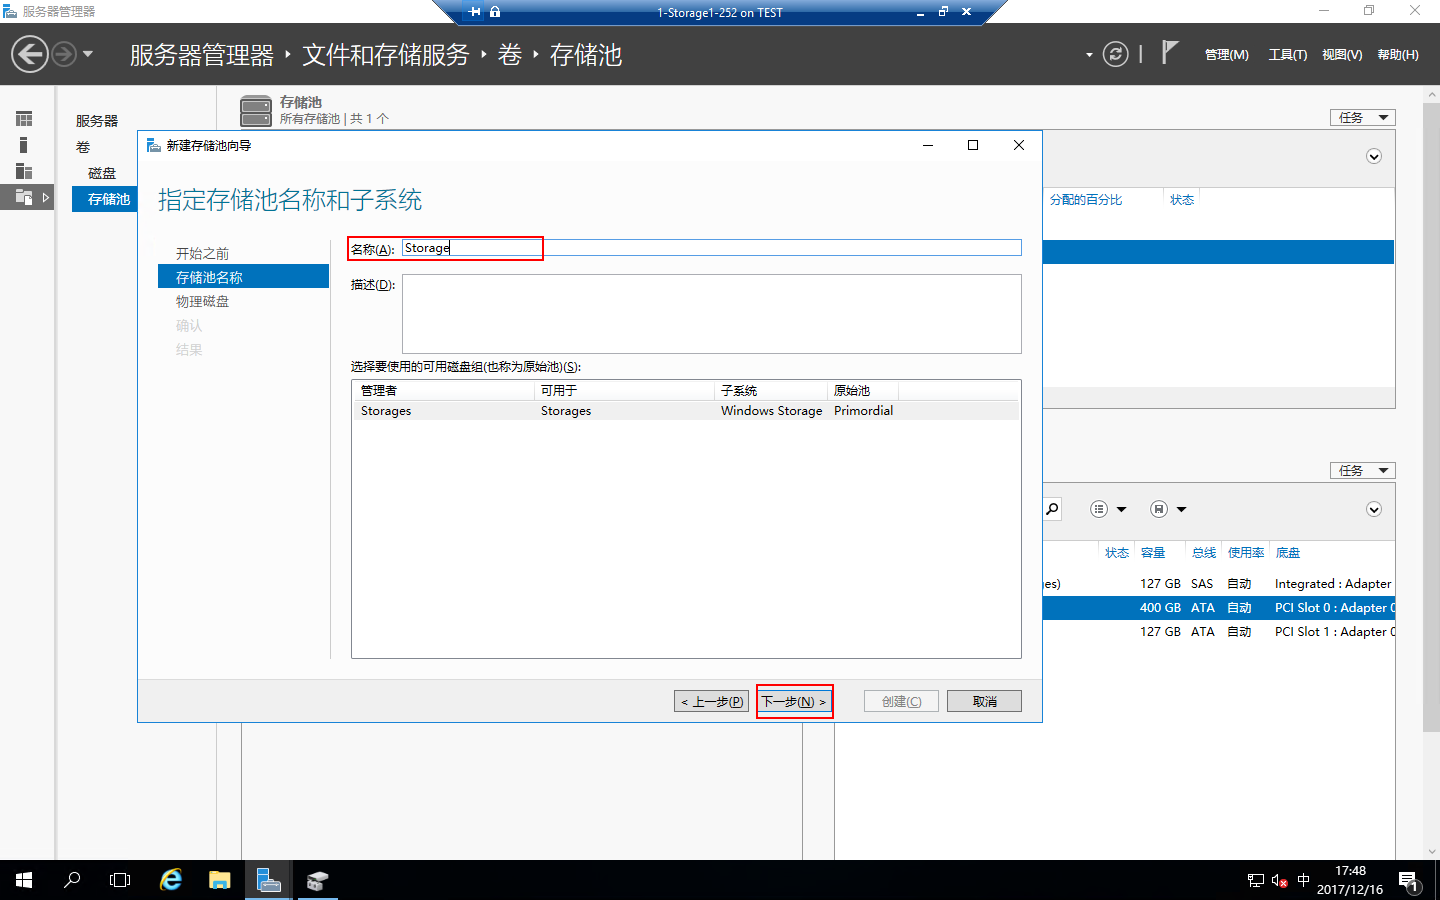 服务器管理器
1-Storage1-252 on TEST
服务器管理器 ‣ 文件和存储服务 ‣ 卷 ‣ 存储池
管理(M) 工具(T) 视图(V) 帮助(H)
服务器
卷
磁盘
存储池
存储池
所有存储池 | 共 1 个
任务
分配的百分比 状态
新建存储池向导
指定存储池名称和子系统
开始之前
存储池名称
物理磁盘
确认
结果
名称(A): Storage
描述(D):
选择要使用的可用磁盘组(也称为原始池)(S):
管理者 可用于 子系统 原始池
Storages Storages Windows Storage Primordial
< 上一步(P) 下一步(N) > 创建(C) 取消
任务
状态 容量 总线 使用率 底盘
es) 127 GB SAS 自动 Integrated : Adapter
400 GB ATA 自动 PCI Slot 0 : Adapter 0
127 GB ATA 自动 PCI Slot 1 : Adapter 0
中
17:48
2017/12/16
1